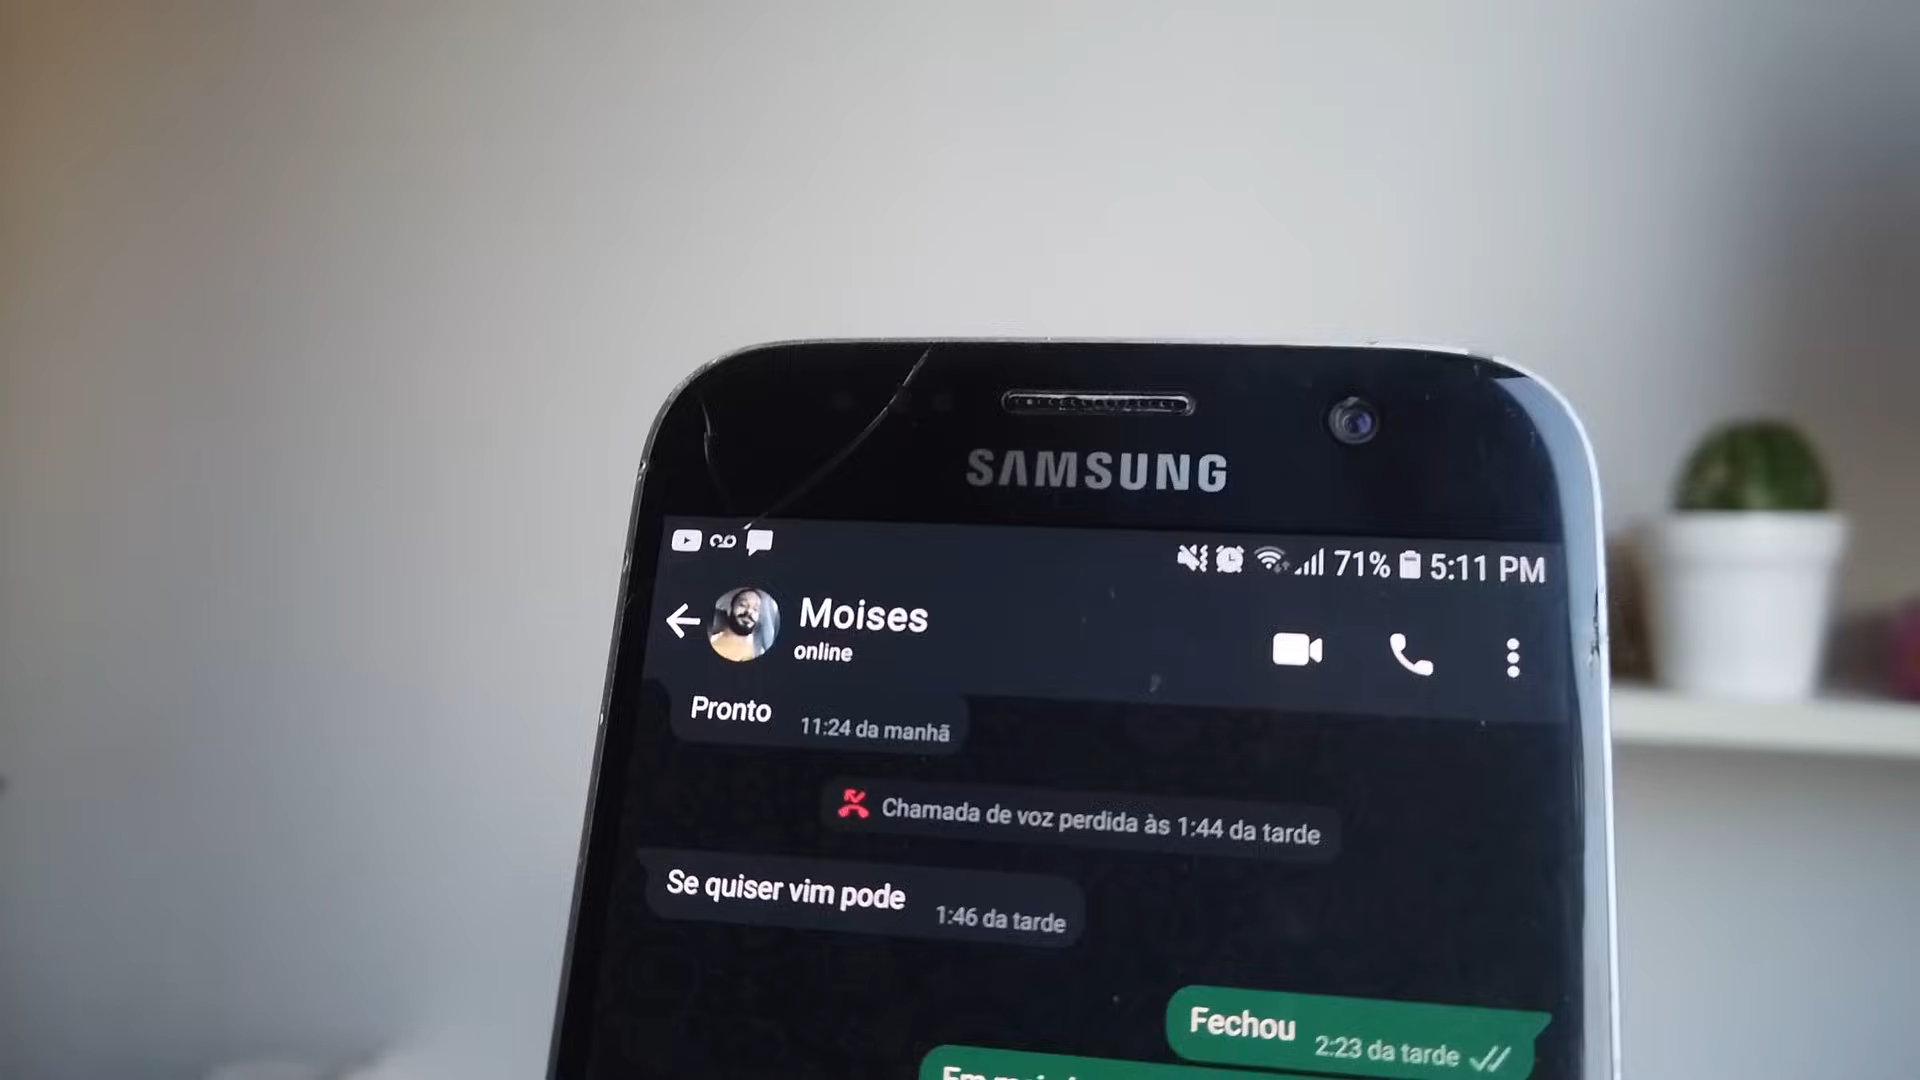 SAMSUNG
71% 5:11 PM
Moises
online
Pronto 11:24 da manhã
Chamada de voz perdida às 1:44 da tarde
Se quiser vim pode 1:46 da tarde
Fechou 2:23 da tarde
Em